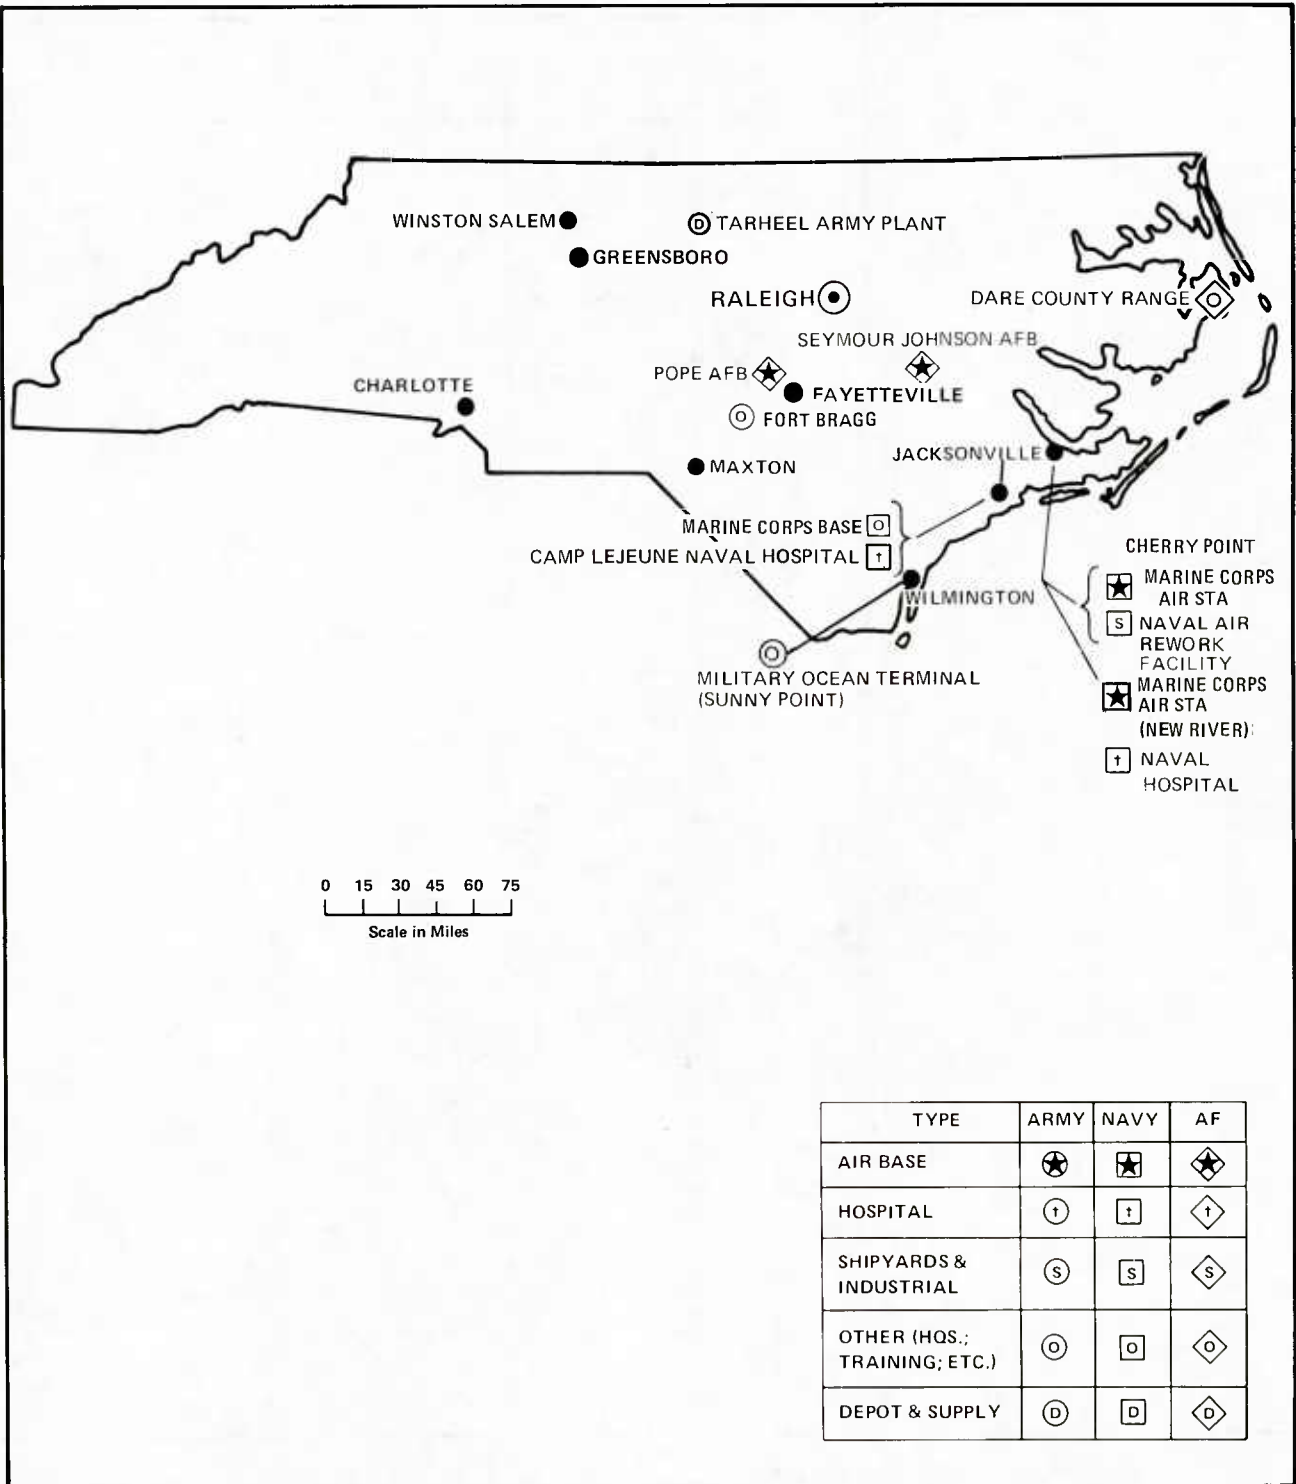 WINSTON SALEM
D TARHEEL ARMY PLANT
GREENSBORO
RALEIGH
DARE COUNTY RANGE O
SEYMOUR JOHNSON AFB
POPE AFB
CHARLOTTE
FAYETTEVILLE
O FORT BRAGG
JACKSONVILLE
MAXTON
MARINE CORPS BASE O
CAMP LEJEUNE NAVAL HOSPITAL †
WILMINGTON
O
MILITARY OCEAN TERMINAL
(SUNNY POINT)
CHERRY POINT
MARINE CORPS
AIR STA
S NAVAL AIR
REWORK
FACILITY
MARINE CORPS
AIR STA
(NEW RIVER)
† NAVAL
HOSPITAL
0 15 30 45 60 75
Scale in Miles
TYPE ARMY NAVY AF
AIR BASE
HOSPITAL † † †
SHIPYARDS &
INDUSTRIAL S S S
OTHER (HQS.;
TRAINING; ETC.) O O O
DEPOT & SUPPLY D D D